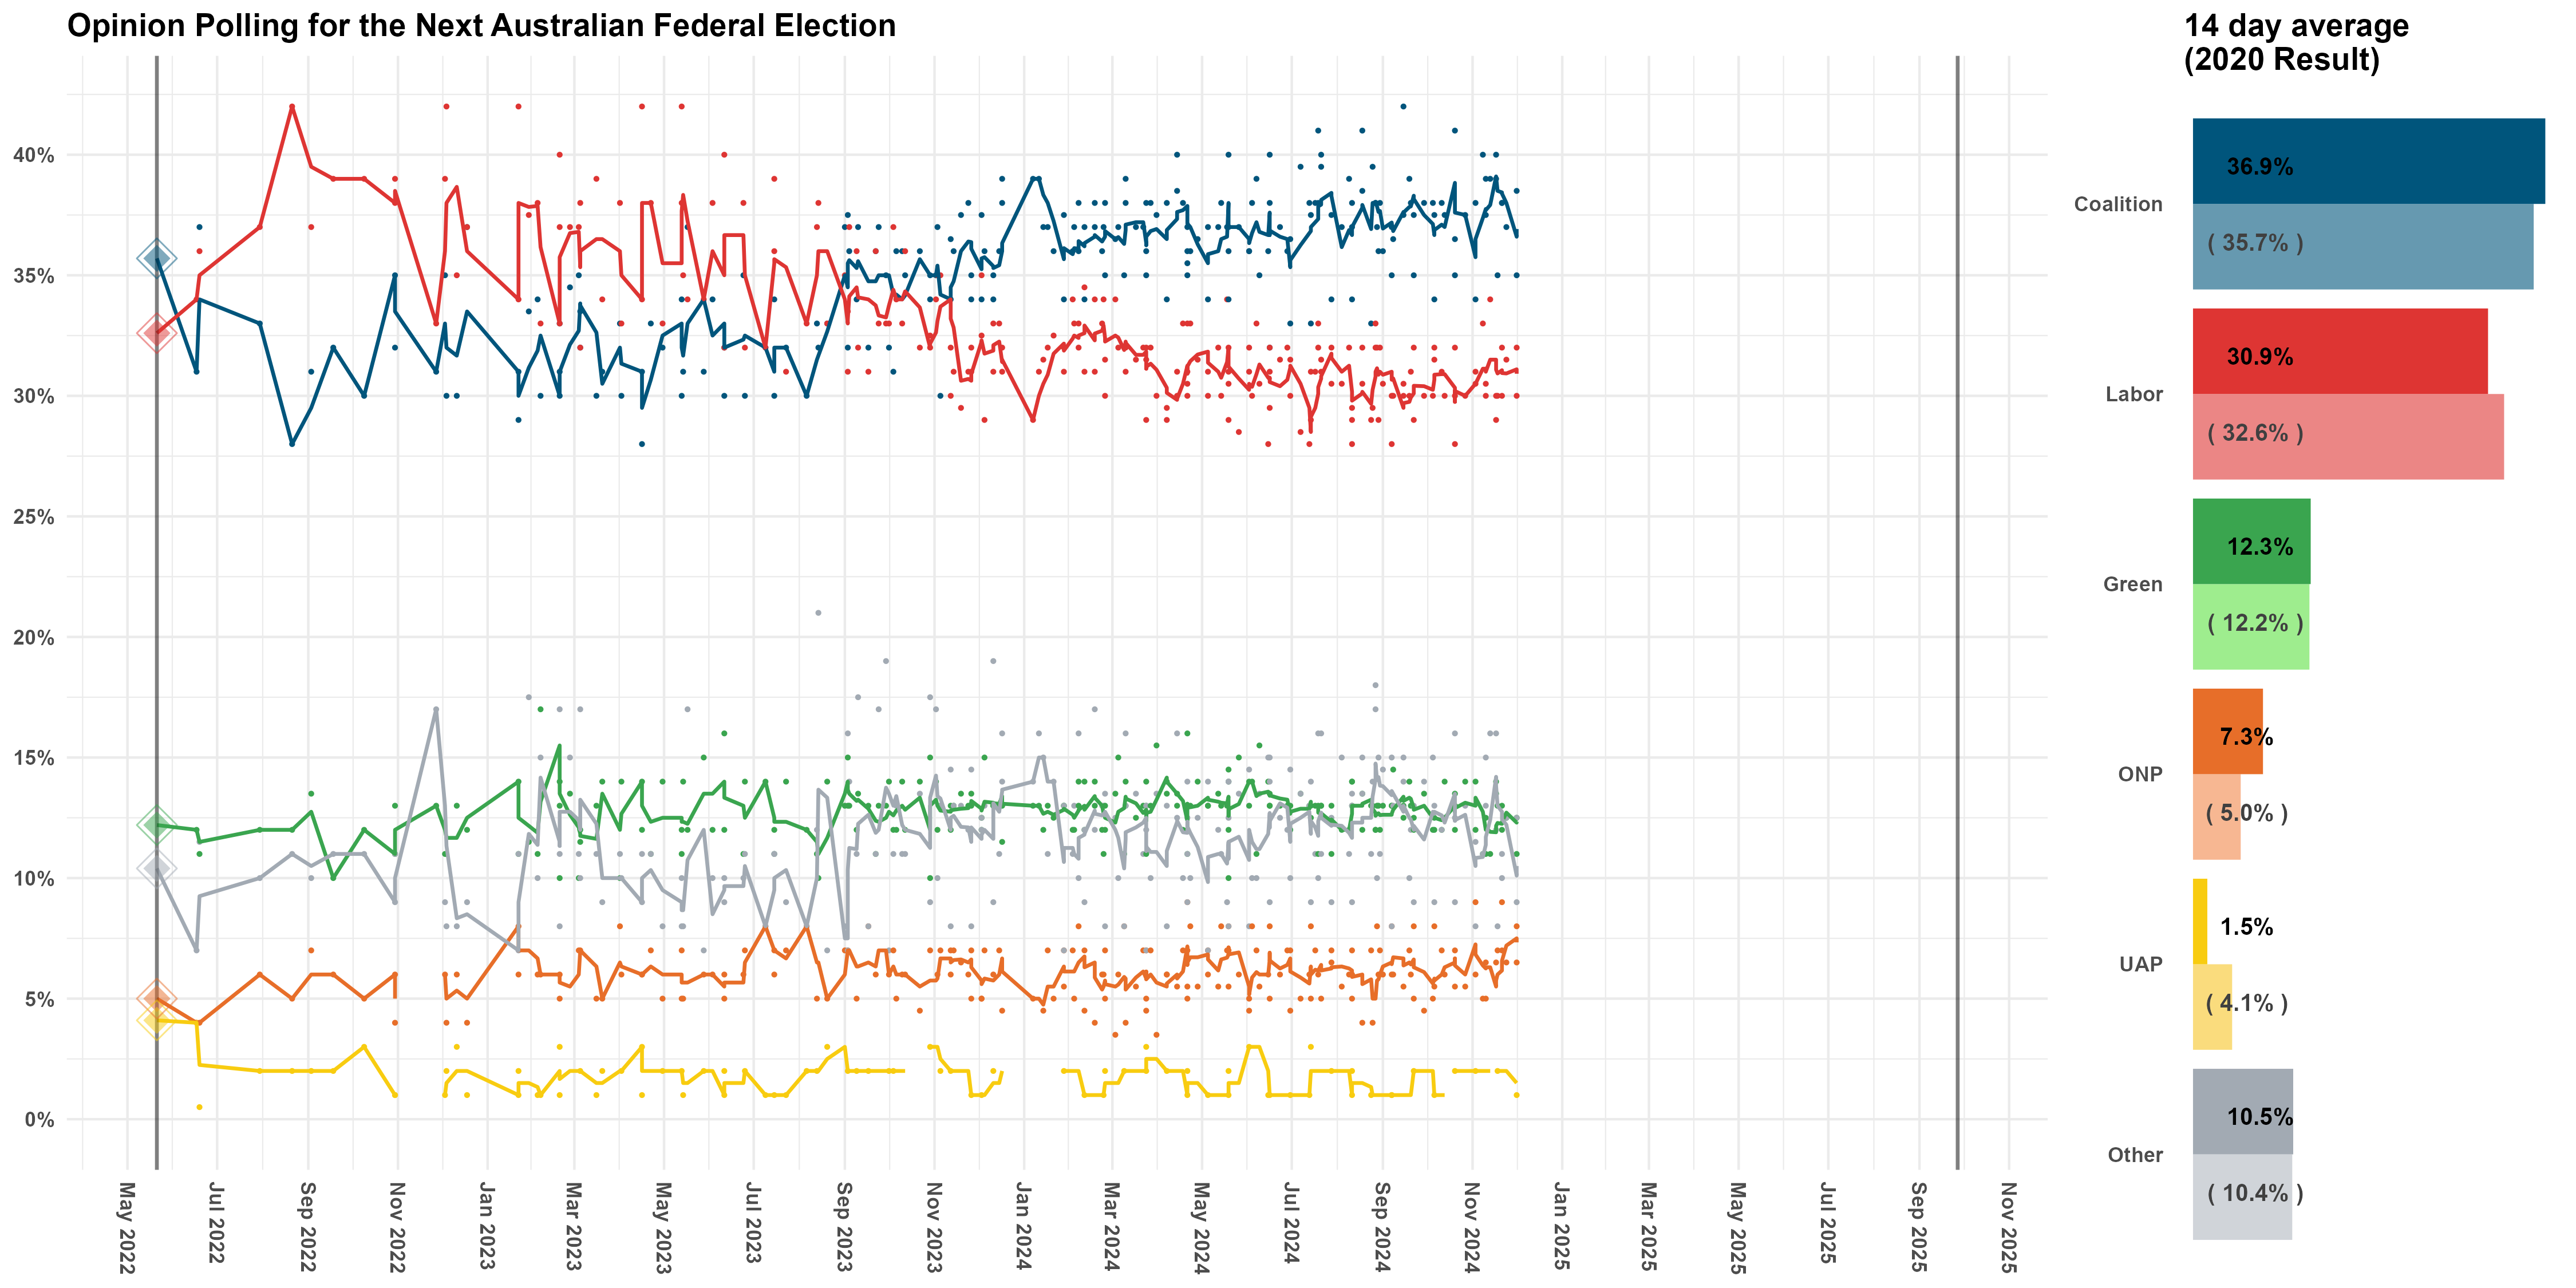 Opinion Polling for the Next Australian Federal Election
14 day average
(2020 Result)
40%
35%
30%
25%
20%
15%
10%
5%
0%
May 2022
Jul 2022
Sep 2022
Nov 2022
Jan 2023
Mar 2023
May 2023
Jul 2023
Sep 2023
Nov 2023
Jan 2024
Mar 2024
May 2024
Jul 2024
Sep 2024
Nov 2024
Jan 2025
Mar 2025
May 2025
Jul 2025
Sep 2025
Nov 2025
Coalition
36.9%
( 35.7% )
Labor
30.9%
( 32.6% )
Green
12.3%
( 12.2% )
ONP
7.3%
( 5.0% )
UAP
1.5%
( 4.1% )
Other
10.5%
( 10.4% )